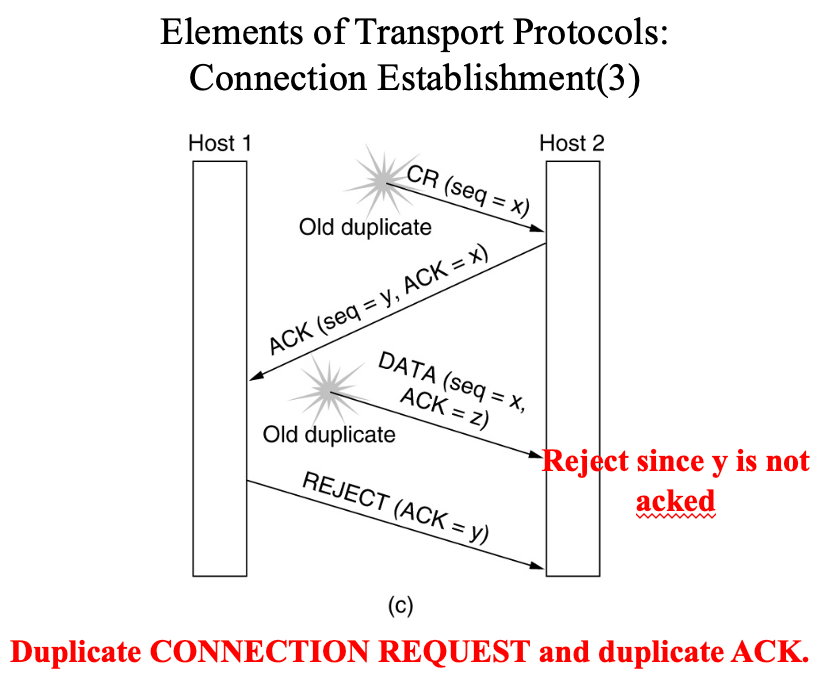 Elements of Transport Protocols:
Connection Establishment(3)
Host 1
Host 2
CR (seq = x)
Old duplicate
ACK (seq = y, ACK = x)
DATA (seq = x,
ACK = z)
Old duplicate
Reject since y is not
acked
REJECT (ACK = y)
(c)
Duplicate CONNECTION REQUEST and duplicate ACK.